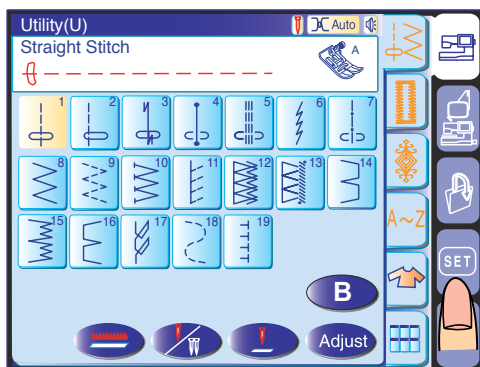 Utility(U)
Auto
Straight Stitch
A
1 2 3 4 5 6 7
8 9 10 11 12 13 14
15 16 17 18 19
A~Z
SET
B
Adjust